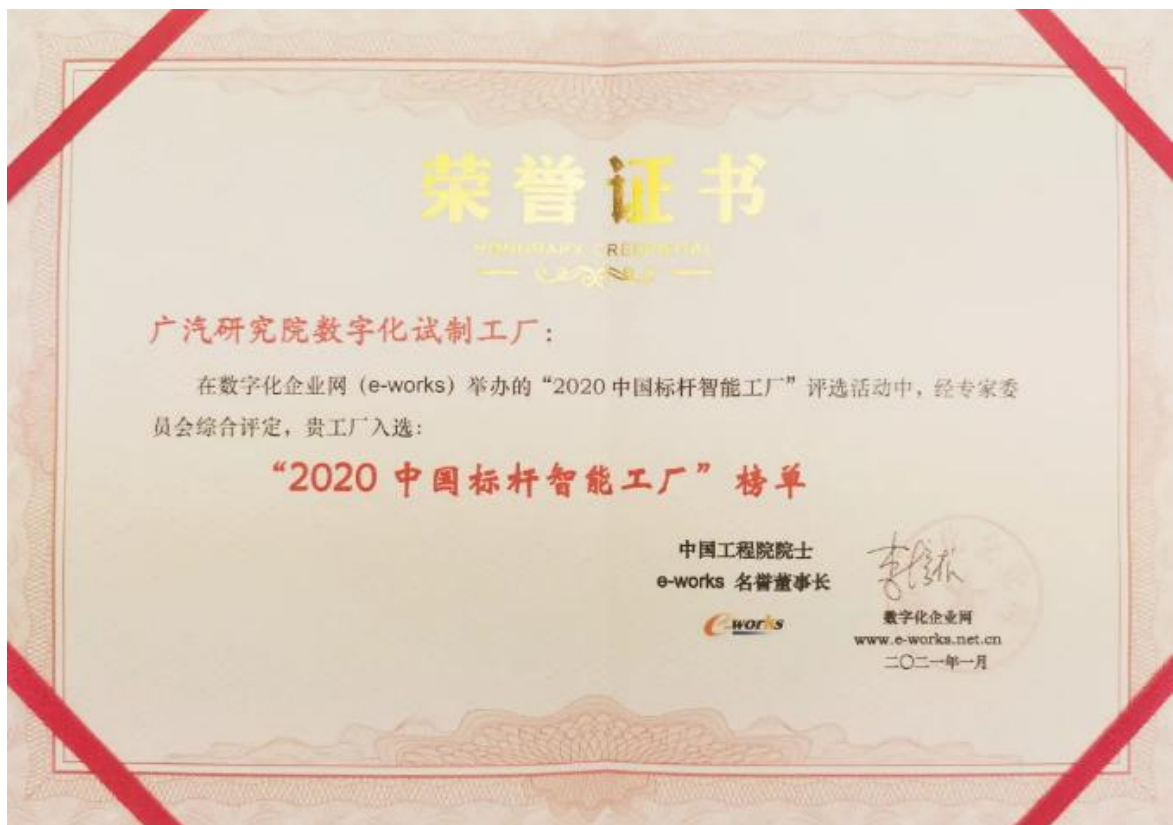 荣誉证书
HONORARY CREDENTIAL
广汽研究院数字化试制工厂：
在数字化企业网（e-works）举办的“2020中国标杆智能工厂”评选活动中，经专家委
员会综合评定，贵工厂入选：
“2020中国标杆智能工厂”榜单
中国工程院院士
e-works 名誉董事长
李培根
e-works
数字化企业网
www.e-works.net.cn
二〇二一年一月